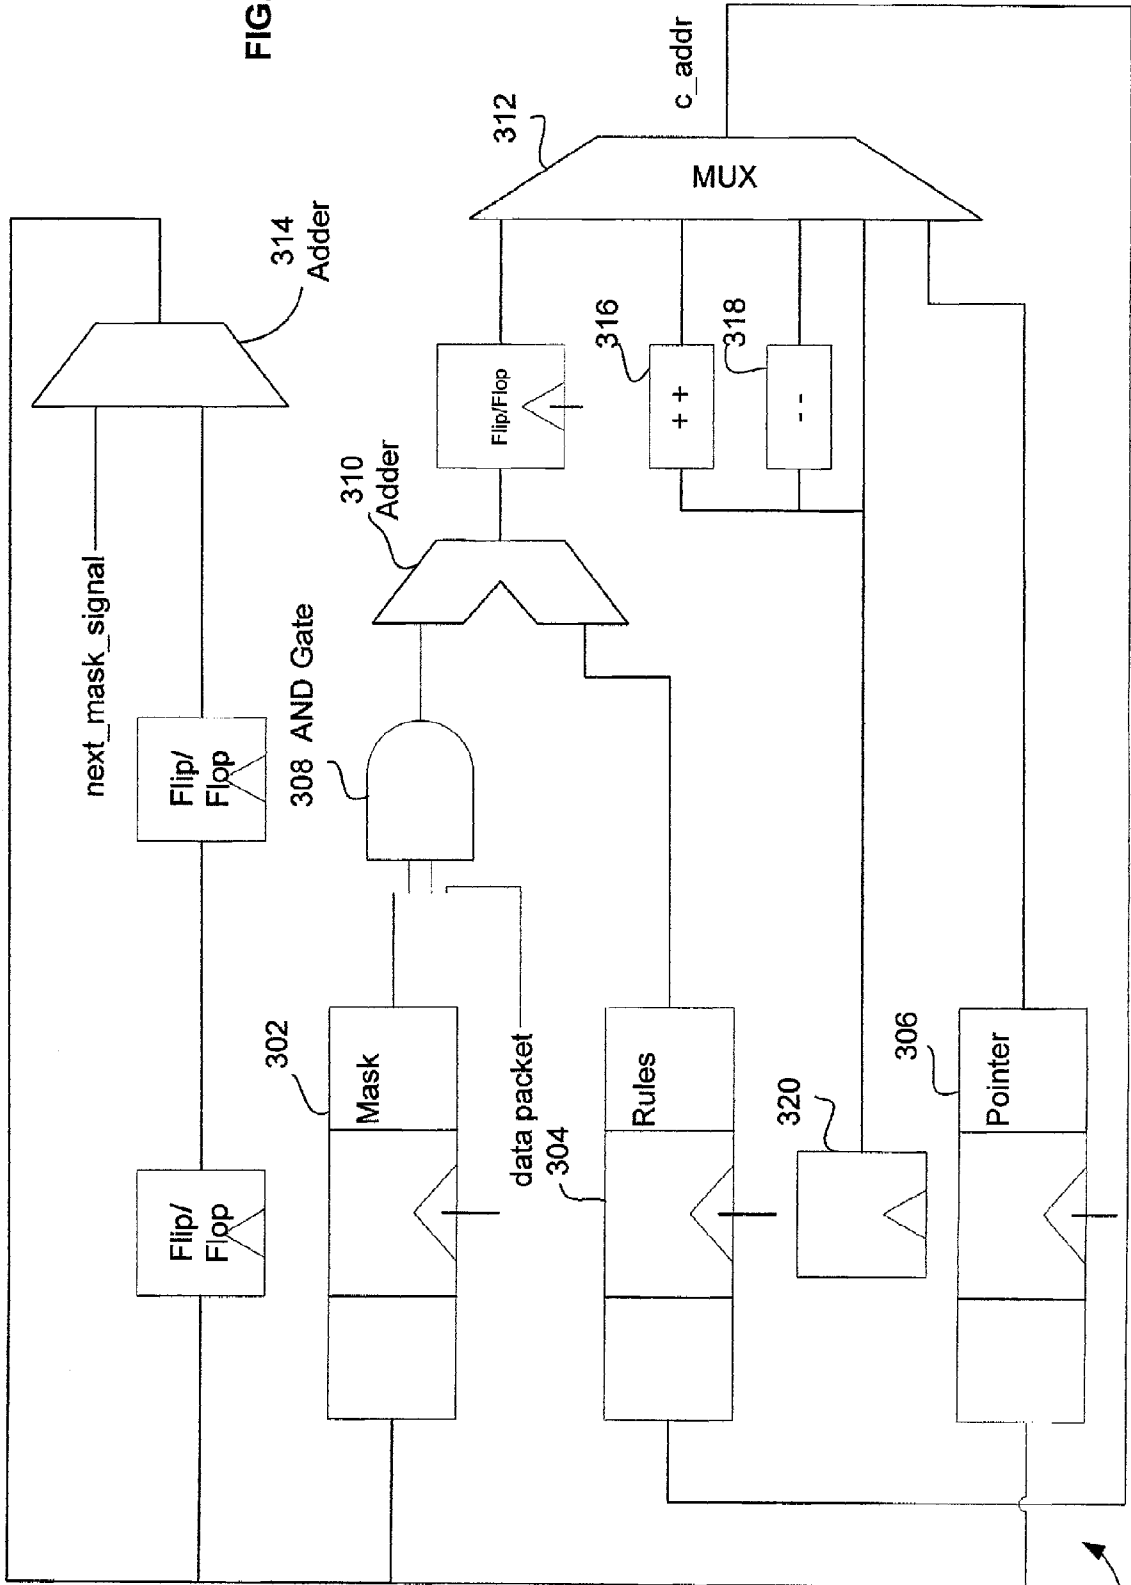 FIG.
c_addr
312
MUX
314
Adder
316
+ +
318
- -
Flip/Flop
310
Adder
next_mask_signal
Flip/
Flop
308 AND Gate
302
Mask
data packet
304
Rules
320
306
Pointer
Flip/
Flop